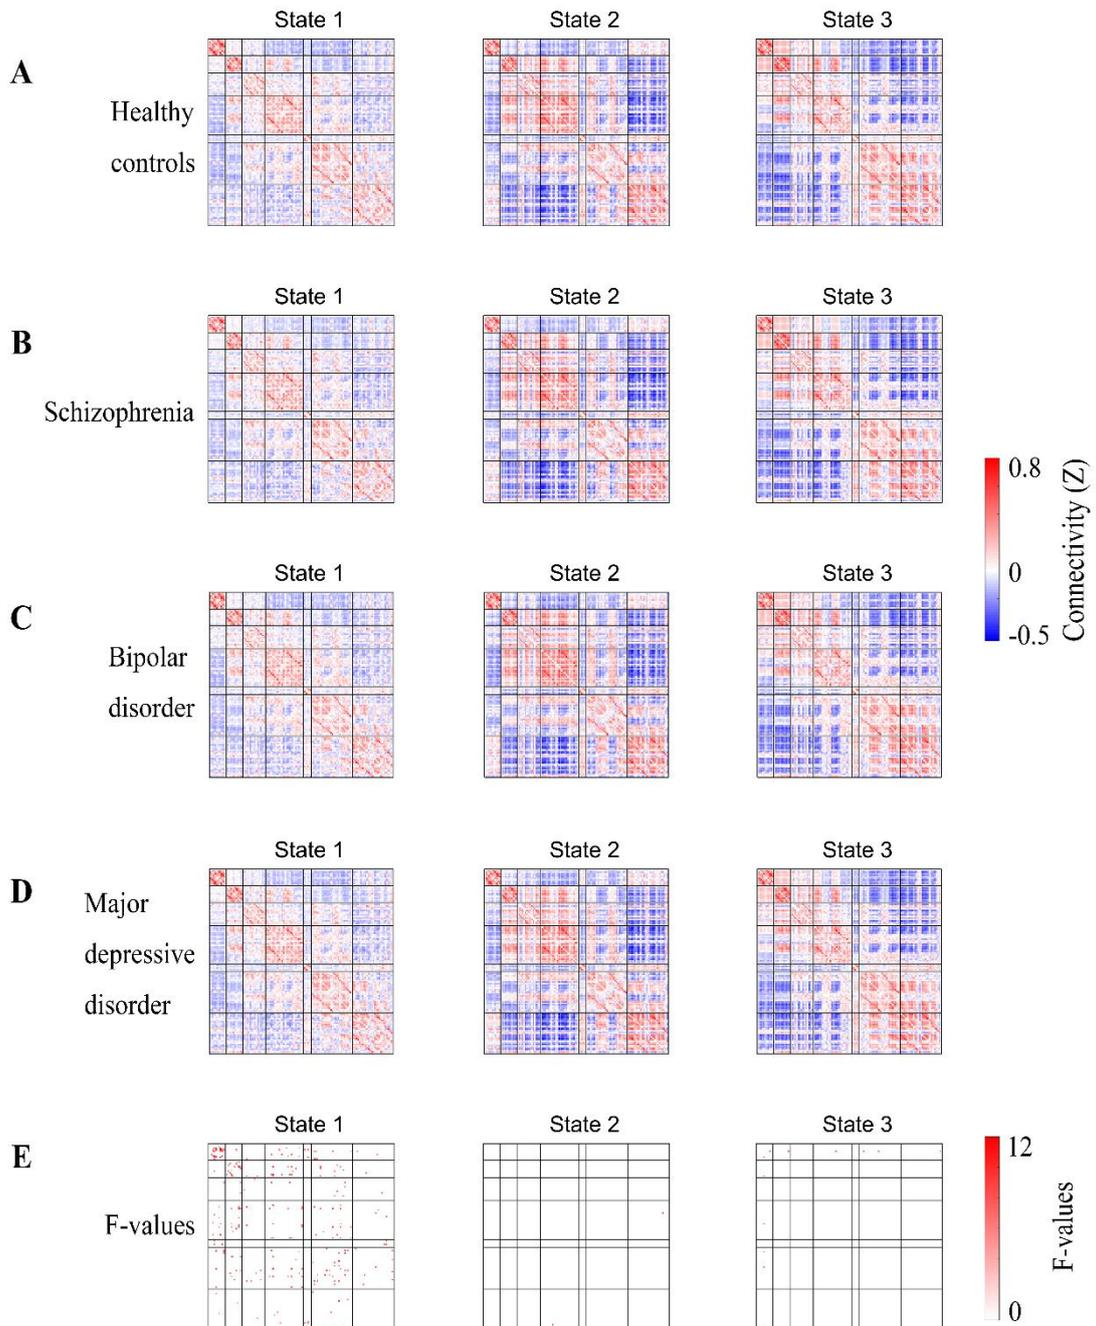 State 1
State 2
State 3
A
Healthy
controls
State 1
State 2
State 3
B
Schizophrenia
0.8
0
-0.5
Connectivity (Z)
State 1
State 2
State 3
C
Bipolar
disorder
State 1
State 2
State 3
D
Major
depressive
disorder
State 1
State 2
State 3
E
F-values
12
0
F-values